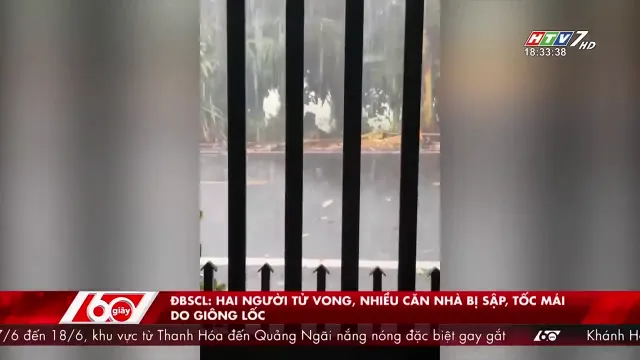 HTV7 HD
18:33:38
60 giây
ĐBSCL: HAI NGƯỜI TỬ VONG, NHIỀU CĂN NHÀ BỊ SẬP, TỐC MÁI
DO GIÔNG LỐC
7/6 đến 18/6, khu vực từ Thanh Hóa đến Quảng Ngãi nắng nóng đặc biệt gay gắt 60 Khánh H